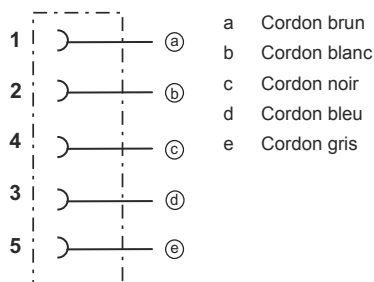 1 ⓐ
2 ⓑ
4 ⓒ
3 ⓓ
5 ⓔ
a Cordon brun
b Cordon blanc
c Cordon noir
d Cordon bleu
e Cordon gris